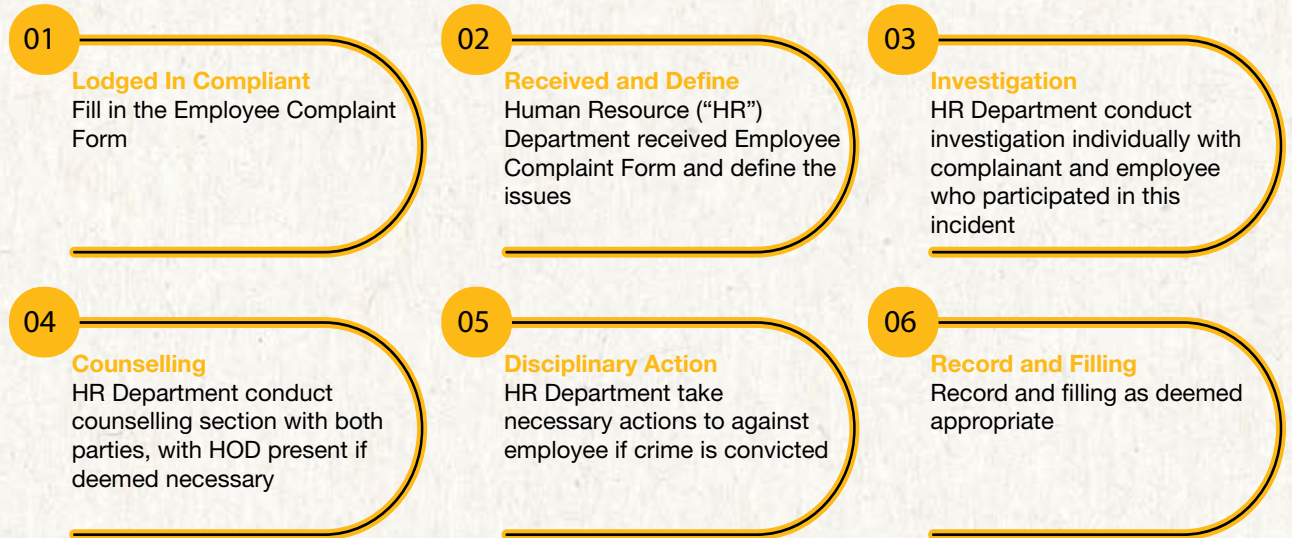 01
Lodged In Compliant
Fill in the Employee Complaint
Form
02
Received and Define
Human Resource (“HR”)
Department received Employee
Complaint Form and define the
issues
03
Investigation
HR Department conduct
investigation individually with
complainant and employee
who participated in this
incident
04
Counselling
HR Department conduct
counselling section with both
parties, with HOD present if
deemed necessary
05
Disciplinary Action
HR Department take
necessary actions to against
employee if crime is convicted
06
Record and Filling
Record and filling as deemed
appropriate